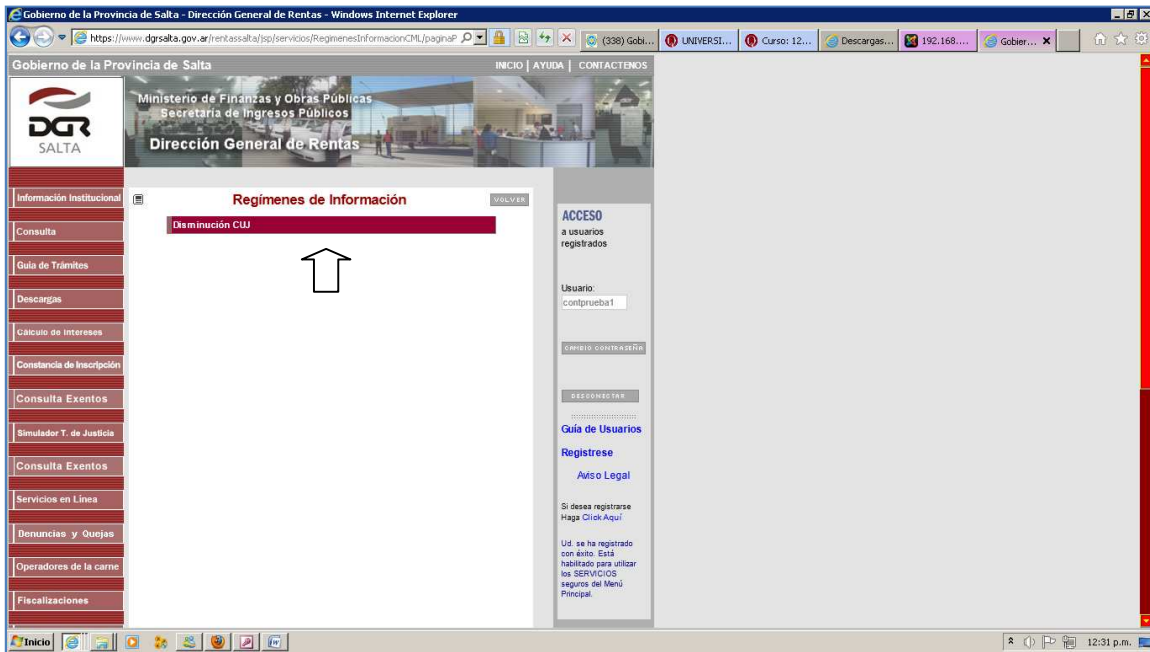 Gobierno de la Provincia de Salta - Dirección General de Rentas - Windows Internet Explorer
https://www.dgrsalta.gov.ar/rentassalta/jsp/servicios/RegimenesInformacionCML/paginaP
(338) Gobi...
UNIVERSI...
Curso: 12...
Descargas...
192.168....
Gobier...
Gobierno de la Provincia de Salta
INICIO | AYUDA | CONTACTENOS
DGR
SALTA
Ministerio de Finanzas y Obras Públicas
Secretaría de Ingresos Públicos
Dirección General de Rentas
Información Institucional
Consulta
Guia de Trámites
Descargas
Cálculo de Intereses
Constancia de Inscripción
Consulta Exentos
Simulador T. de Justicia
Consulta Exentos
Servicios en Línea
Denuncias y Quejas
Operadores de la carne
Fiscalizaciones
Regímenes de Información
VOLVER
Disminución CUJ
ACCESO
a usuarios
registrados
Usuario:
contprueba1
CAMBIO CONTRASEÑA
DESCONECTAR
Guía de Usuarios
Registrese
Aviso Legal
Si desea registrarse
Haga Click Aquí
Ud. se ha registrado
con éxito. Está
habilitado para utilizar
los SERVICIOS
seguros del Menú
Principal.
Inicio
12:31 p.m.